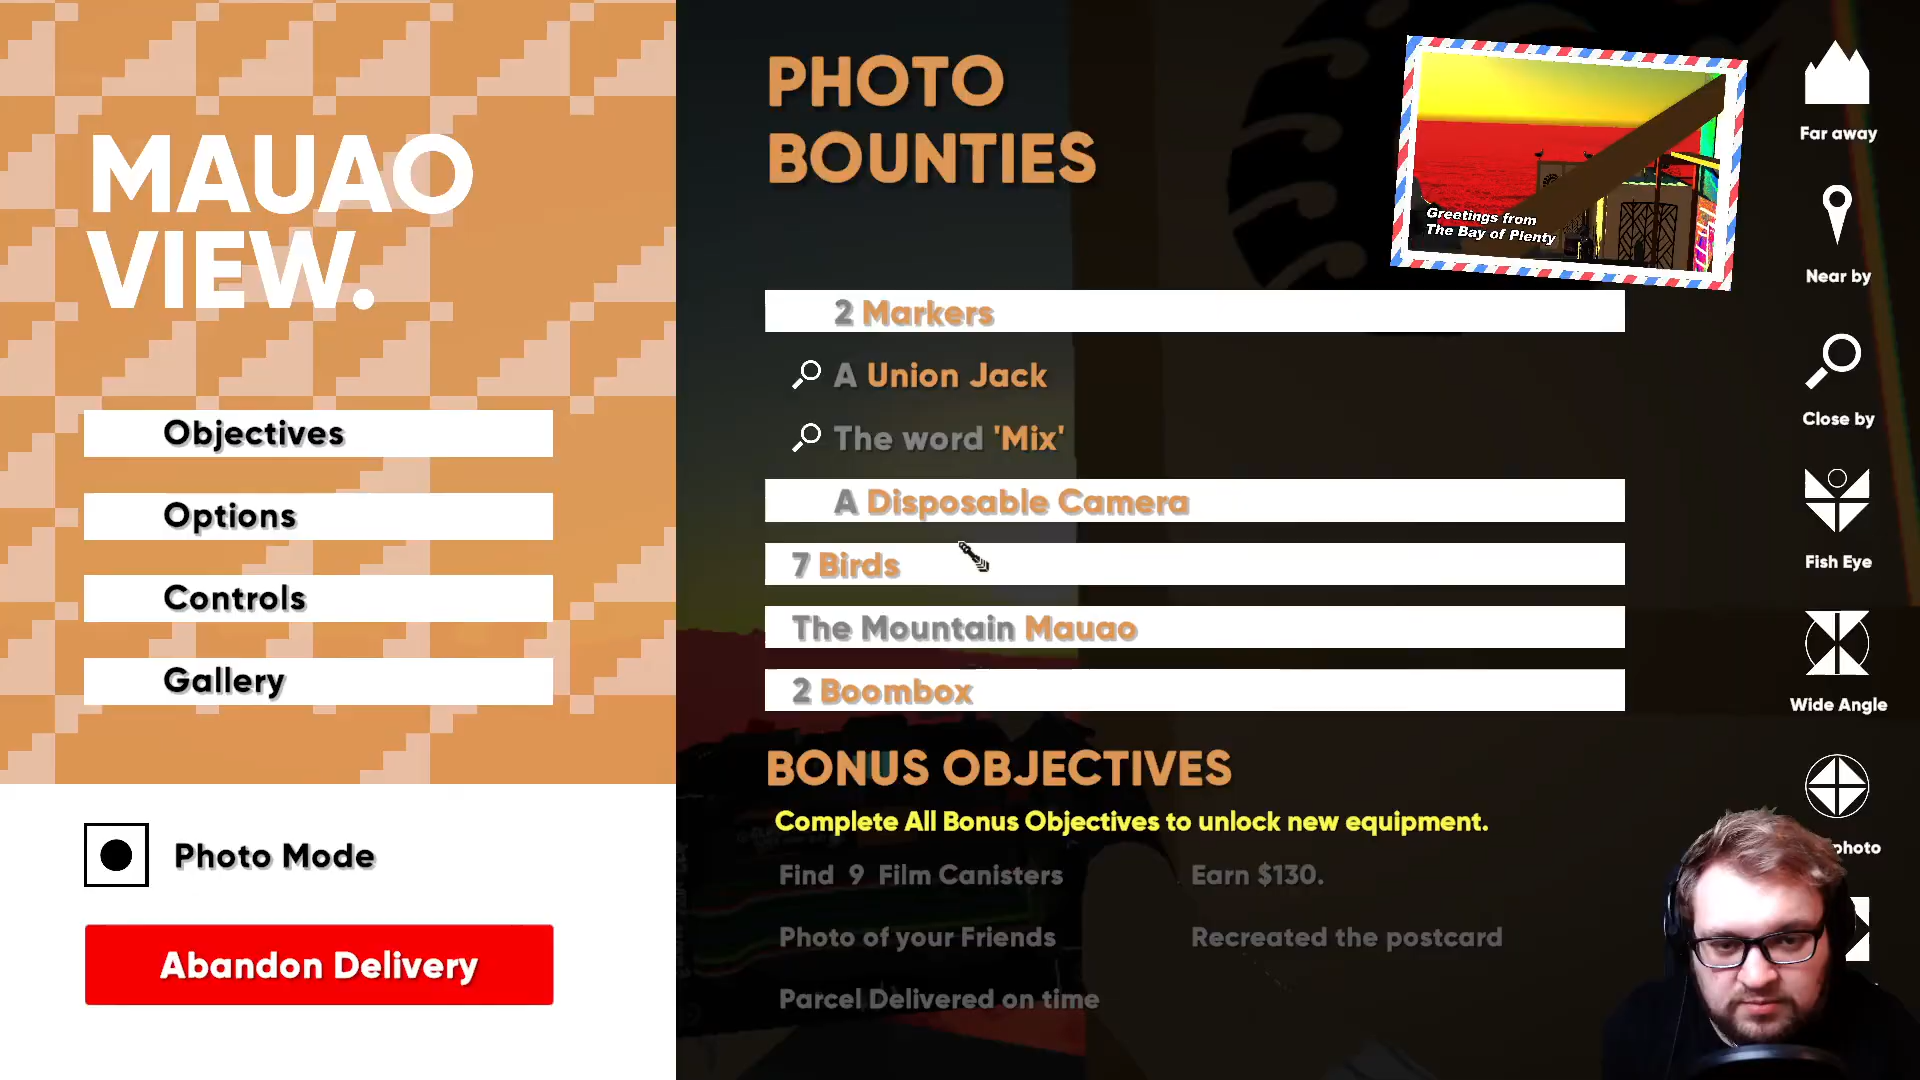 MAUAO
VIEW.
Objectives
Options
Controls
Gallery
Photo Mode
Abandon Delivery
PHOTO
BOUNTIES
Greetings from
The Bay of Plenty
2 Markers
A Union Jack
The word 'Mix'
A Disposable Camera
7 Birds
The Mountain Mauao
2 Boombox
BONUS OBJECTIVES
Complete All Bonus Objectives to unlock new equipment.
Find 9 Film Canisters
Earn $130.
Photo of your Friends
Recreated the postcard
Parcel Delivered on time
Far away
Near by
Close by
Fish Eye
Wide Angle
photo